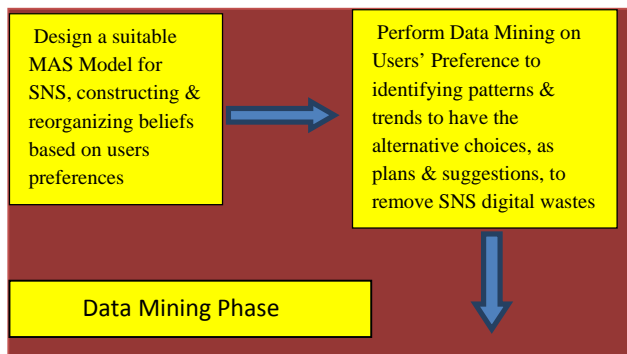 Design a suitable
MAS Model for
SNS, constructing &
reorganizing beliefs
based on users
preferences
Perform Data Mining on
Users' Preference to
identifying patterns &
trends to have the
alternative choices, as
plans & suggestions, to
remove SNS digital wastes
Data Mining Phase